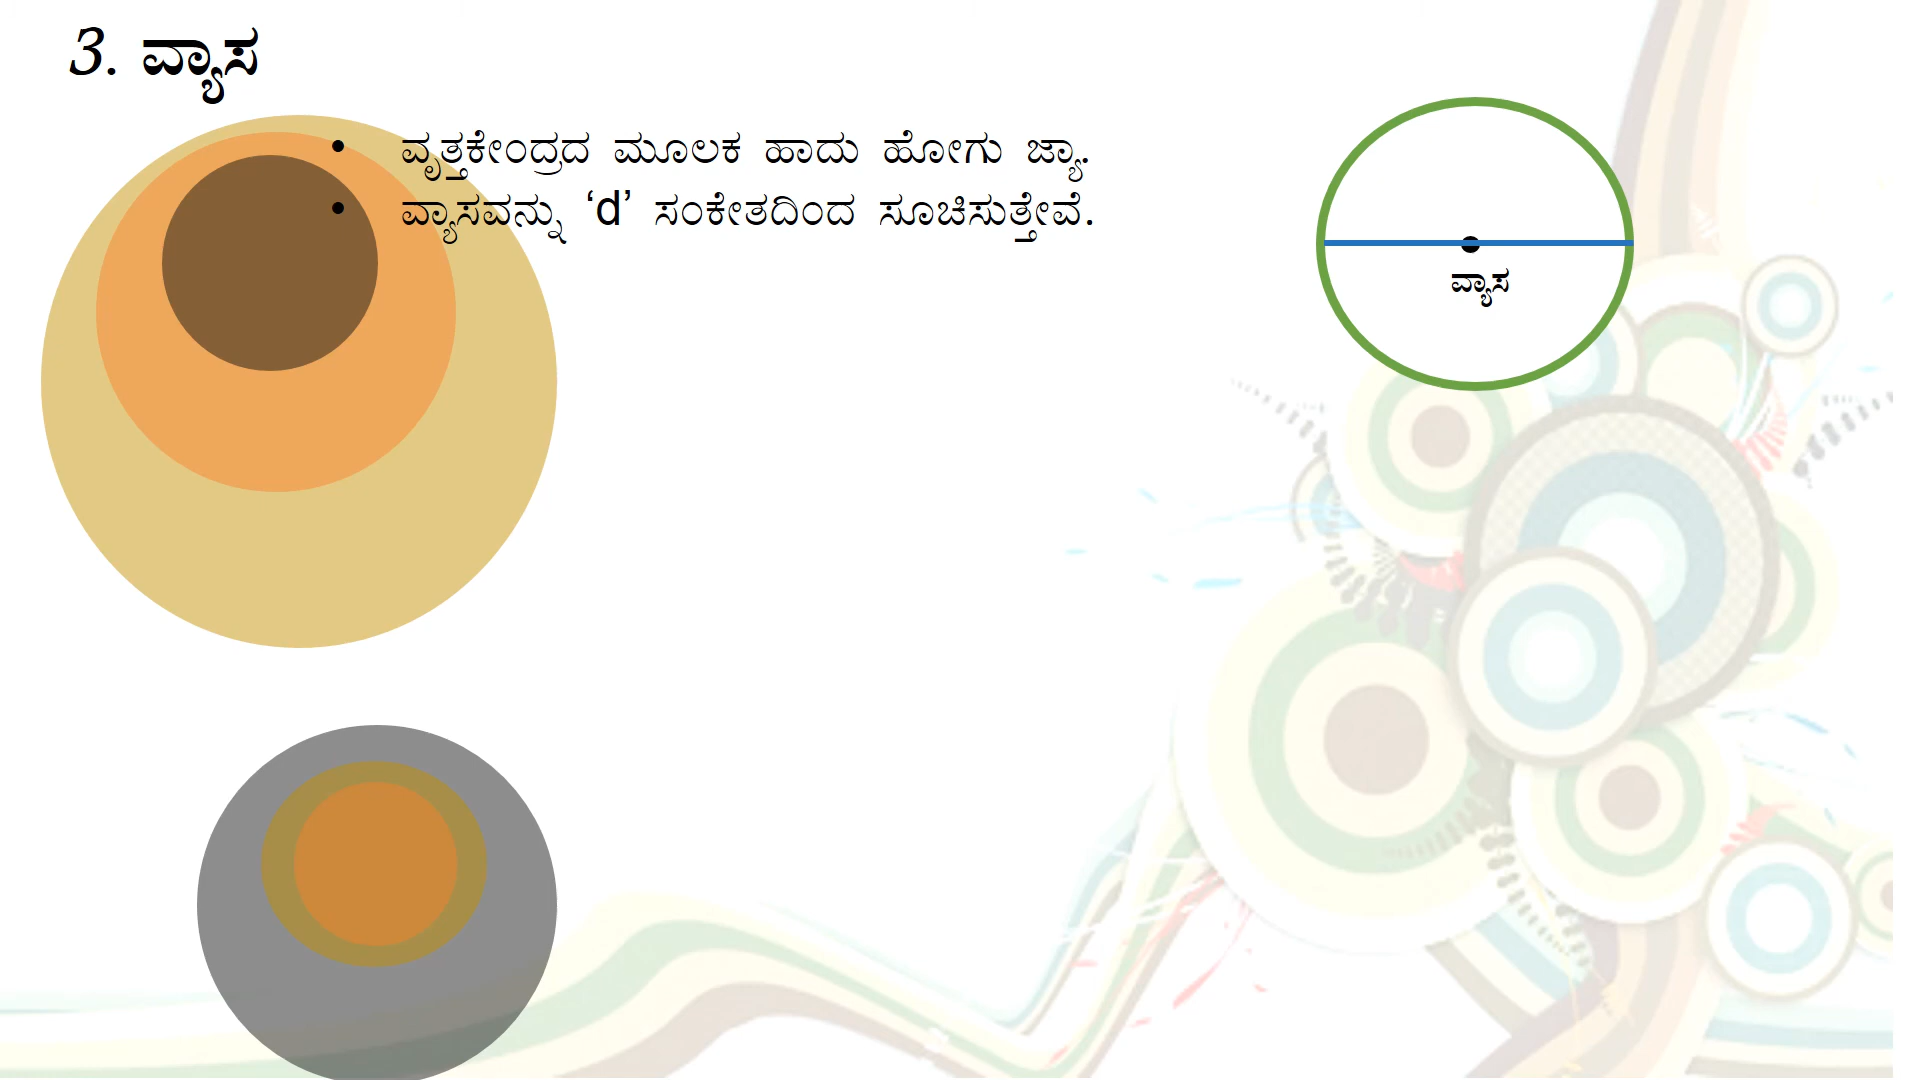 3. ವ್ಯಾಸ
• ವೃತ್ತಕೇಂದ್ರದ ಮೂಲಕ ಹಾದು ಹೋಗು ಜ್ಯಾ.
• ವ್ಯಾಸವನ್ನು ‘d’ ಸಂಕೇತದಿಂದ ಸೂಚಿಸುತ್ತೇವೆ.
ವ್ಯಾಸ